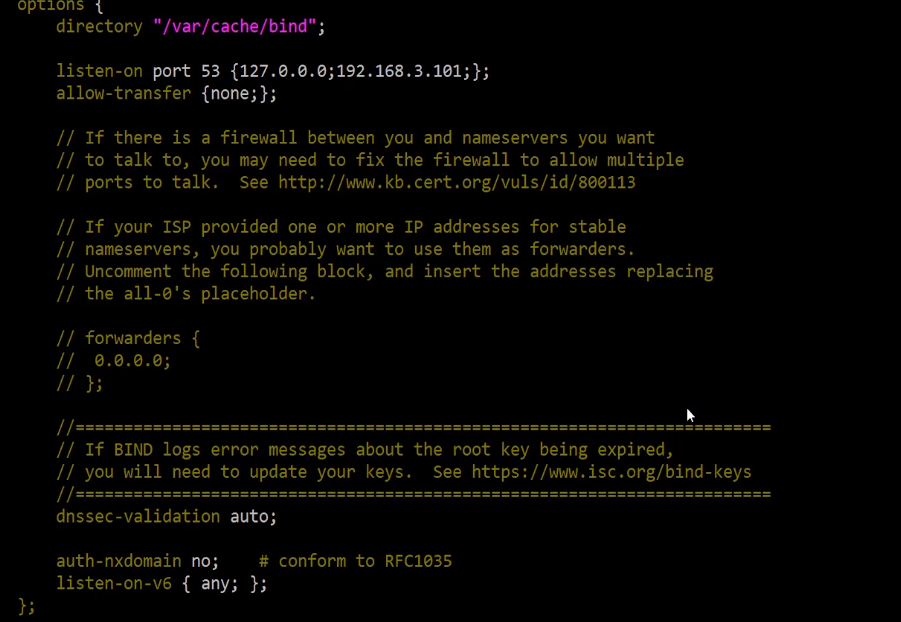 options {
directory "/var/cache/bind";
listen-on port 53 {127.0.0.0;192.168.3.101;};
allow-transfer {none;};
// If there is a firewall between you and nameservers you want
// to talk to, you may need to fix the firewall to allow multiple
// ports to talk.  See http://www.kb.cert.org/vuls/id/800113
// If your ISP provided one or more IP addresses for stable
// nameservers, you probably want to use them as forwarders.
// Uncomment the following block, and insert the addresses replacing
// the all-0's placeholder.
// forwarders {
//  0.0.0.0;
// };
//========================================================================
// If BIND logs error messages about the root key being expired,
// you will need to update your keys.  See https://www.isc.org/bind-keys
//========================================================================
dnssec-validation auto;
auth-nxdomain no;    # conform to RFC1035
listen-on-v6 { any; };
};